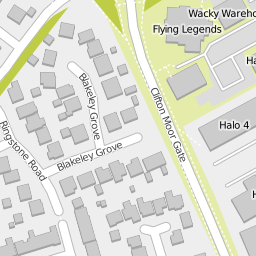 Wacky Wareho
Flying Legends
Ha
Halo 4
H
Clifton Moor Gate
Blakeley Grove
Blakeley Grove
Ringstone Road